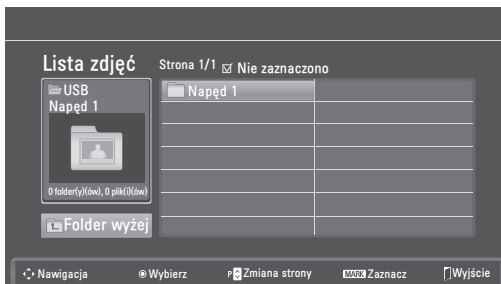 Lista zdjęć
Strona 1/1 ☑ Nie zaznaczono
USB
Napęd 1
0 folder(y)(ów), 0 plik(i)(ów)
Folder wyżej
Napęd 1
Nawigacja ◉ Wybierz P Zmiana strony MARK Zaznacz Wyjście